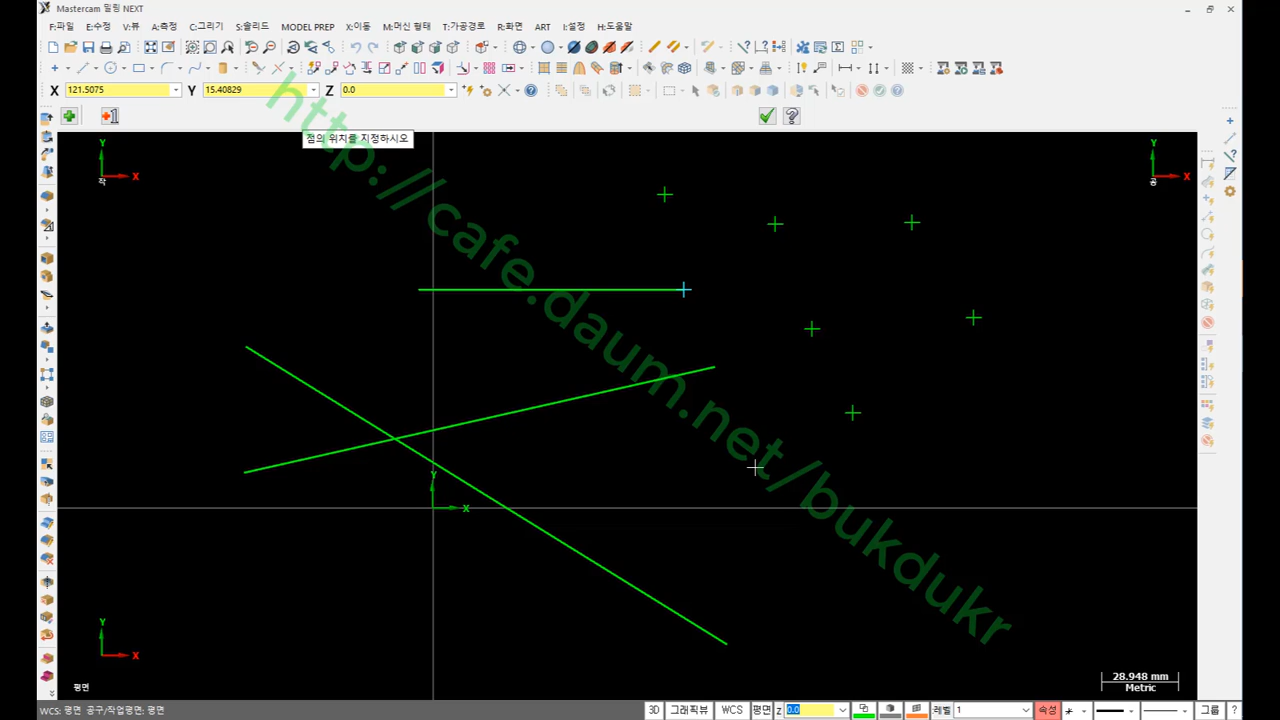 Mastercam 밀링 NEXT
F:파일 E:수정 V:뷰 A:측정 C:그리기 S:솔리드 MODEL PREP X:이동 M:머신 형태 T:가공경로 R:화면 ART I:설정 H:도움말
X 121.5075 Y 15.40829 Z 0.0
점의 위치를 지정하시오
Y Y
X X
작 공
http://cafe.daum.net/bukdukr
Y
X
Y
X
28.948 mm
Metric
평면
WCS: 평면 공구/작업평면: 평면 3D 그래픽뷰 WCS 평면 Z 0.0 레벨 1 속성 그룹 ?